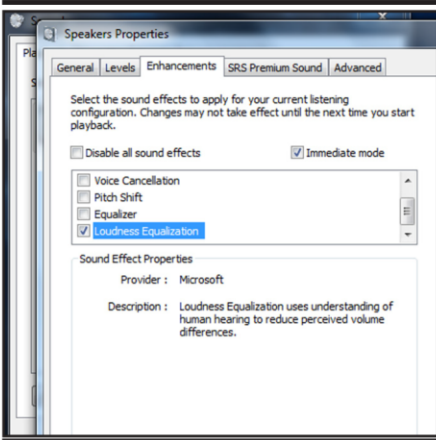 Speakers Properties
General Levels Enhancements SRS Premium Sound Advanced
Select the sound effects to apply for your current listening
configuration. Changes may not take effect until the next time you start
playback.
Disable all sound effects Immediate mode
Voice Cancellation
Pitch Shift
Equalizer
Loudness Equalization
Sound Effect Properties
Provider : Microsoft
Description : Loudness Equalization uses understanding of
human hearing to reduce perceived volume
differences.